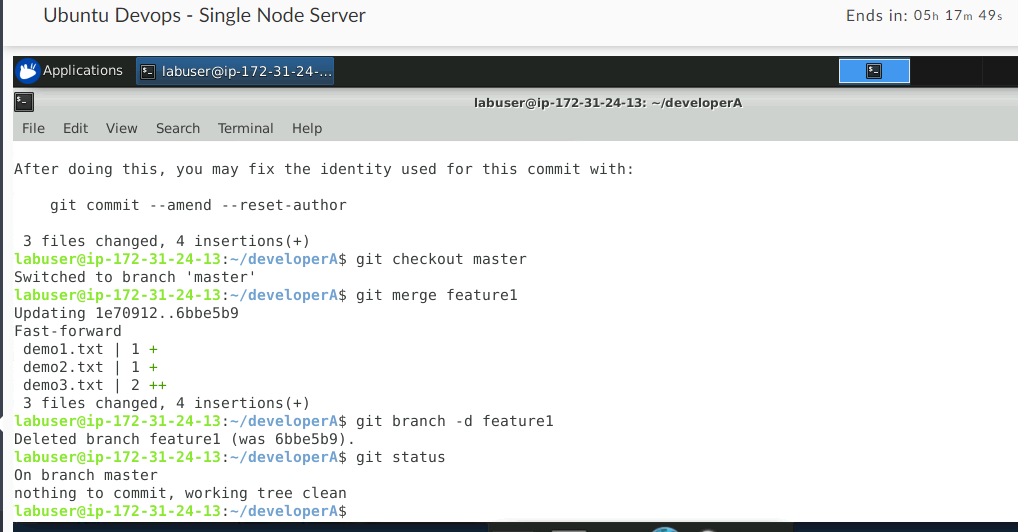 Ubuntu Devops - Single Node Server
Ends in: 05h 17m 49s
Applications
labuser@ip-172-31-24-...
labuser@ip-172-31-24-13: ~/developerA
File Edit View Search Terminal Help
After doing this, you may fix the identity used for this commit with:
git commit --amend --reset-author
3 files changed, 4 insertions(+)
labuser@ip-172-31-24-13:~/developerA$ git checkout master
Switched to branch 'master'
labuser@ip-172-31-24-13:~/developerA$ git merge feature1
Updating 1e70912..6bbe5b9
Fast-forward
demo1.txt | 1 +
demo2.txt | 1 +
demo3.txt | 2 ++
3 files changed, 4 insertions(+)
labuser@ip-172-31-24-13:~/developerA$ git branch -d feature1
Deleted branch feature1 (was 6bbe5b9).
labuser@ip-172-31-24-13:~/developerA$ git status
On branch master
nothing to commit, working tree clean
labuser@ip-172-31-24-13:~/developerA$